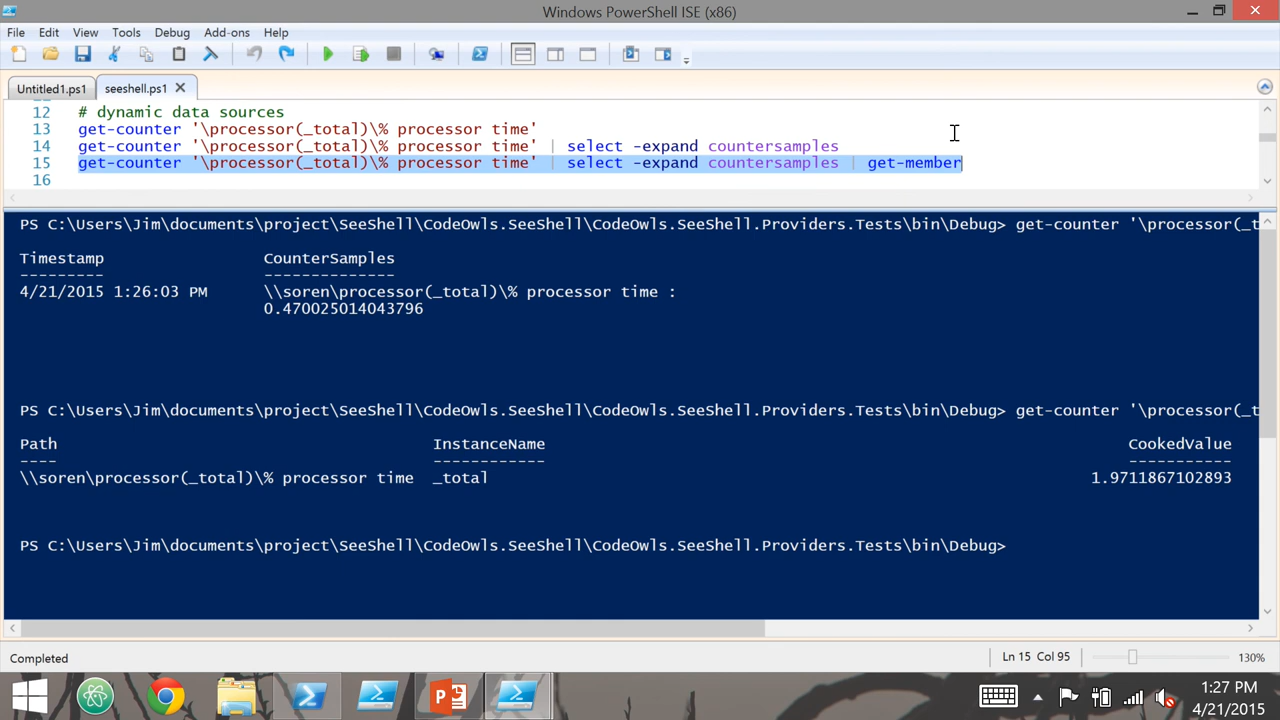 Windows PowerShell ISE (x86)
File Edit View Tools Debug Add-ons Help
Untitled1.ps1 seeshell.ps1
12 # dynamic data sources
13 get-counter '\processor(_total)\% processor time'
14 get-counter '\processor(_total)\% processor time' | select -expand countersamples
15 get-counter '\processor(_total)\% processor time' | select -expand countersamples | get-member
16
PS C:\Users\Jim\documents\project\SeeShell\CodeOwls.SeeShell\CodeOwls.SeeShell.Providers.Tests\bin\Debug> get-counter '\processor(_t
Timestamp CounterSamples
--------- --------------
4/21/2015 1:26:03 PM \\soren\processor(_total)\% processor time :
0.470025014043796
PS C:\Users\Jim\documents\project\SeeShell\CodeOwls.SeeShell\CodeOwls.SeeShell.Providers.Tests\bin\Debug> get-counter '\processor(_t
Path InstanceName CookedValue
---- ------------ -----------
\\soren\processor(_total)\% processor time _total 1.9711867102893
PS C:\Users\Jim\documents\project\SeeShell\CodeOwls.SeeShell\CodeOwls.SeeShell.Providers.Tests\bin\Debug>
Completed Ln 15 Col 95 130%
1:27 PM
4/21/2015